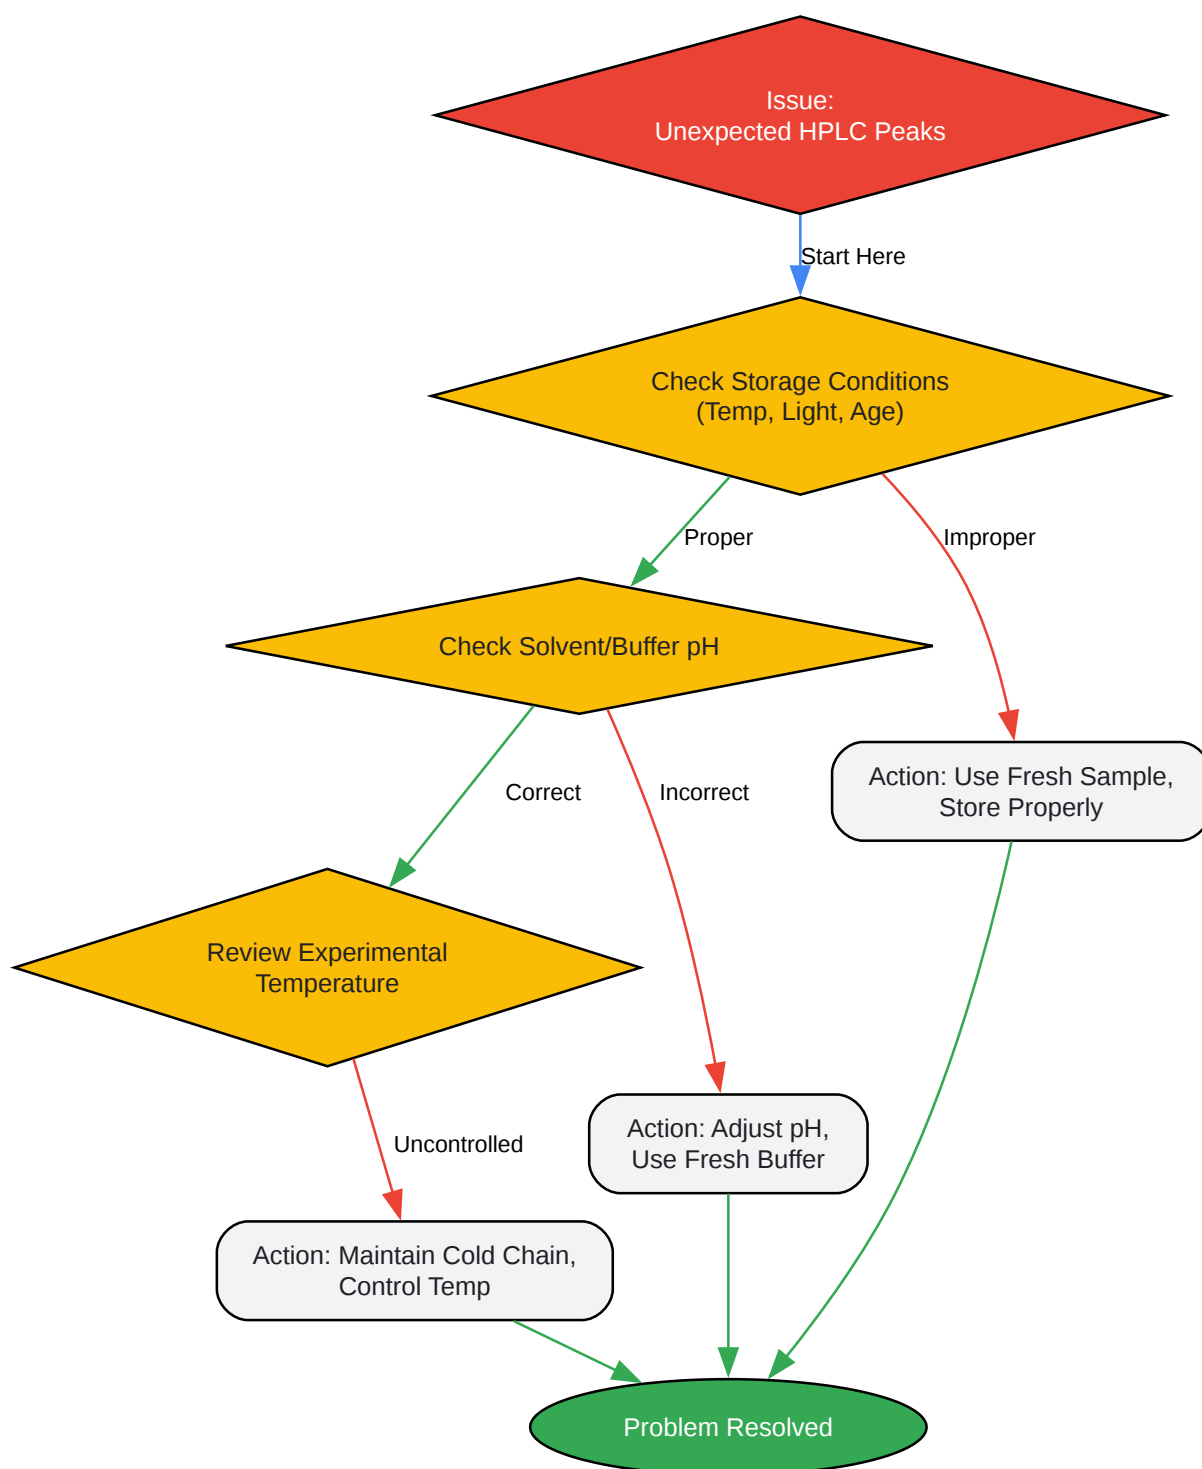 Issue:
Unexpected HPLC Peaks
Start Here
Check Storage Conditions
(Temp, Light, Age)
Proper
Improper
Check Solvent/Buffer pH
Action: Use Fresh Sample,
Store Properly
Correct
Incorrect
Review Experimental
Temperature
Action: Adjust pH,
Use Fresh Buffer
Uncontrolled
Action: Maintain Cold Chain,
Control Temp
Problem Resolved